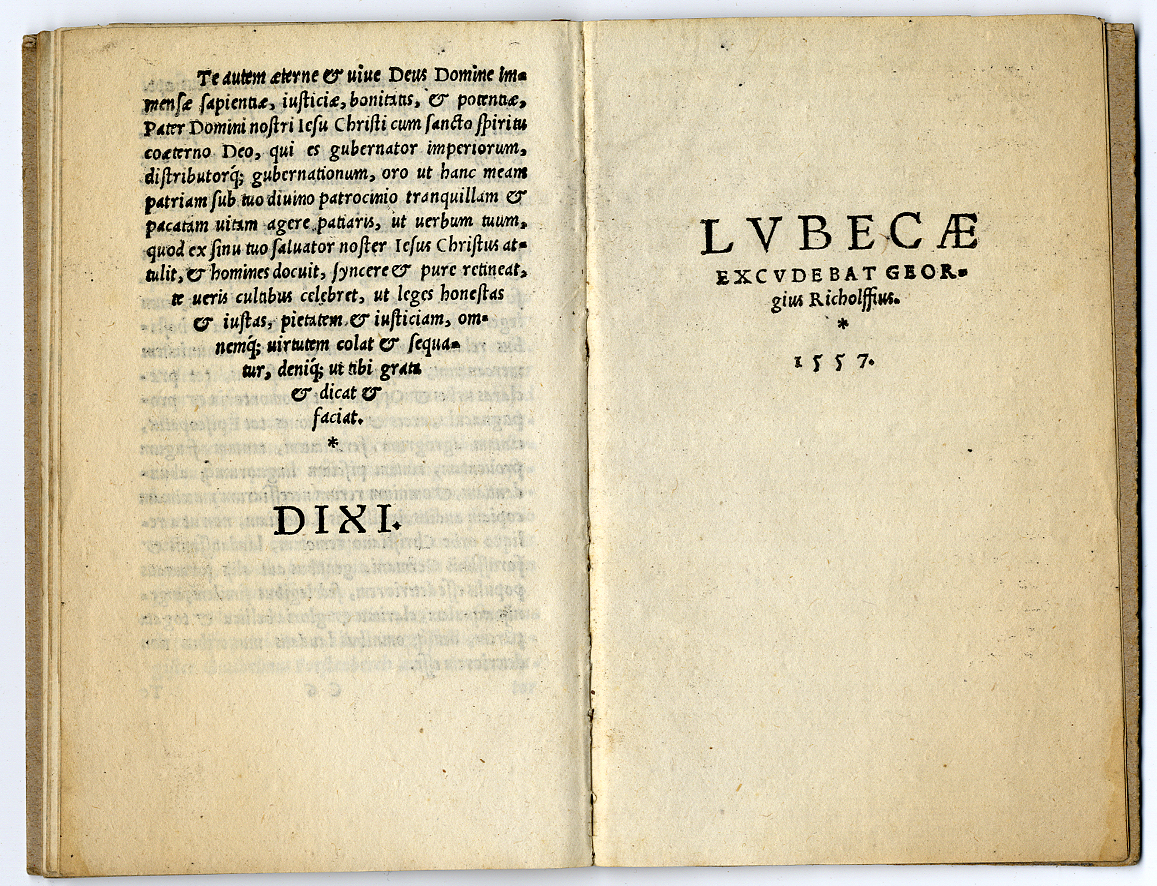 Te autem æterne & uiue Deus Domine im-
mensæ sapientiæ, iusticiæ, bonitatis, & potentiæ,
Pater Domini nostri Iesu Christi cum sancto spiritu
coæterno Deo, qui es gubernator imperiorum,
distributorq́; gubernationum, oro ut hanc meam
patriam sub tuo diuino patrocinio tranquillam &
pacatam uitam agere patiaris, ut uerbum tuum,
quod ex sinu tuo saluator noster Iesus Christus at-
tulit, & homines docuit, syncere & pure retineat,
te ueris cultibus celebret, ut leges honestas
& iustas, pietatem & iusticiam, om-
nemq́; uirtutem colat & sequa-
tur, deniq́; ut tibi grata
& dicat &
faciat.
*
DIXI.
LVBECÆ
EXCVDEBAT GEOR-
gius Richolffius.
*
1557.